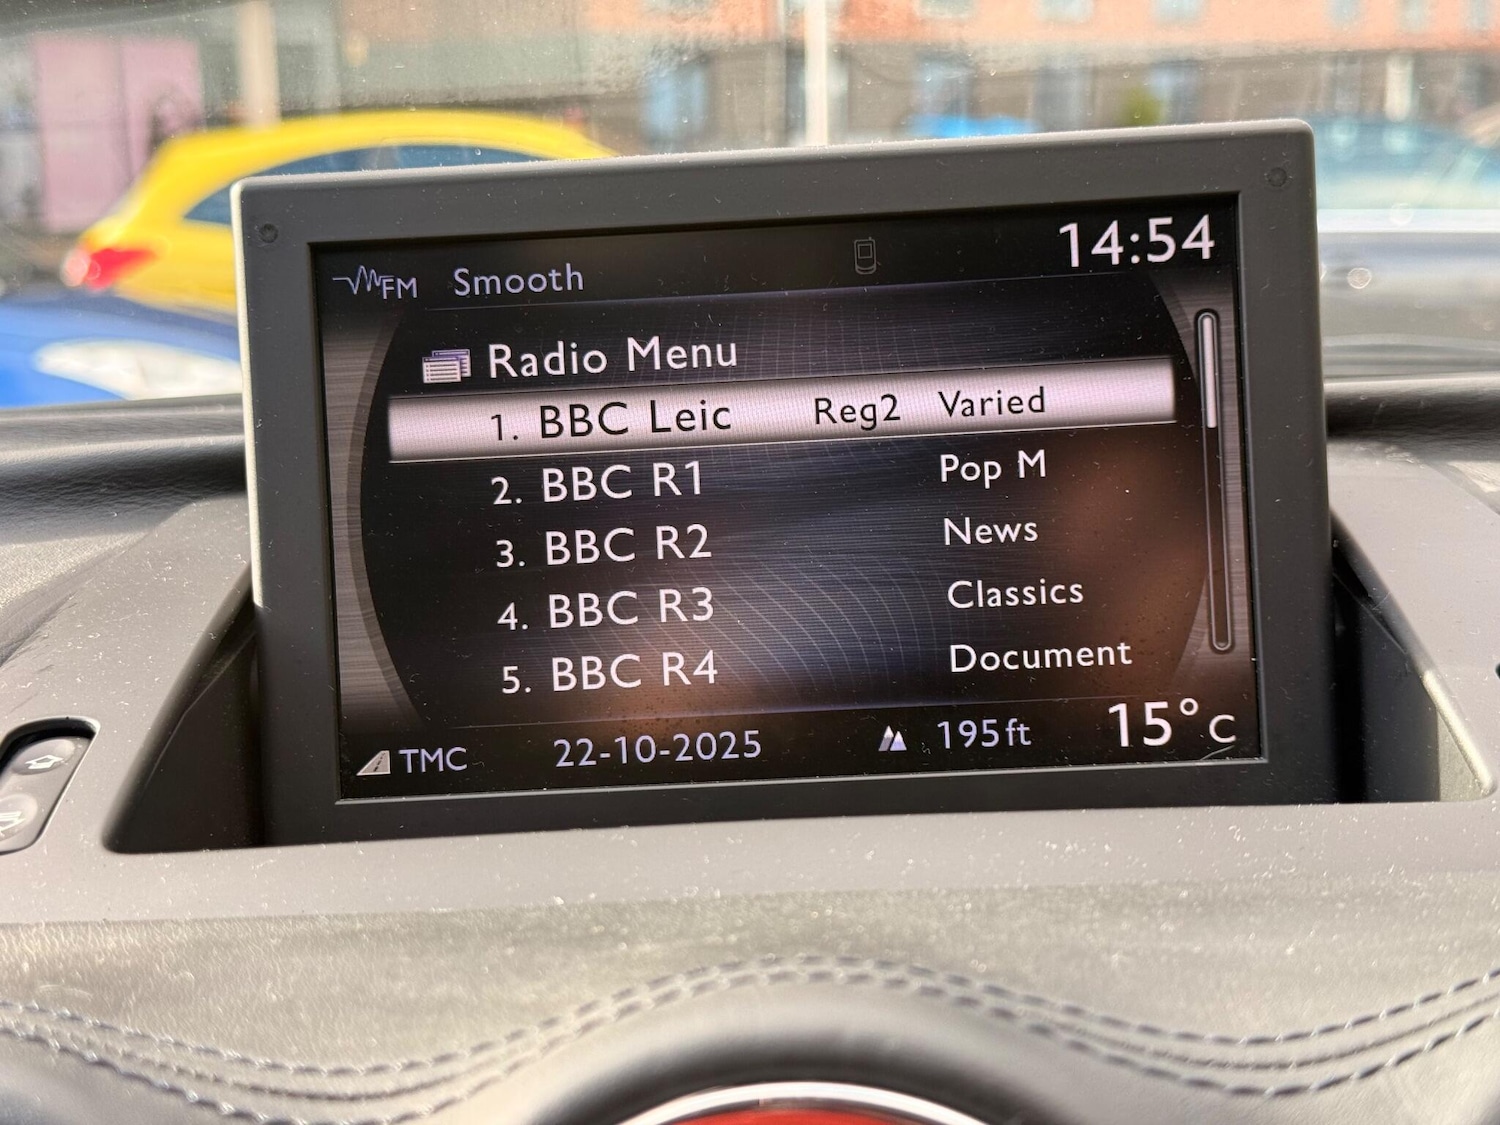 FM Smooth 14:54
Radio Menu
1. BBC Leic Reg2 Varied
2. BBC R1 Pop M
3. BBC R2 News
4. BBC R3 Classics
5. BBC R4 Document
TMC 22-10-2025 195ft 15°C